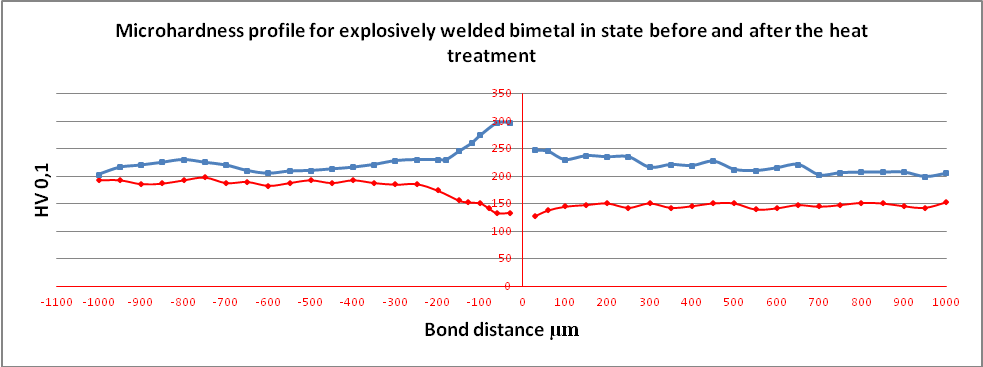 Microhardness profile for explosively welded bimetal in state before and after the heat
treatment
350
300
250
200
150
100
50
0
HV 0,1
-1100 -1000 -900 -800 -700 -600 -500 -400 -300 -200 -100 0 100 200 300 400 500 600 700 800 900 1000
Bond distance μm